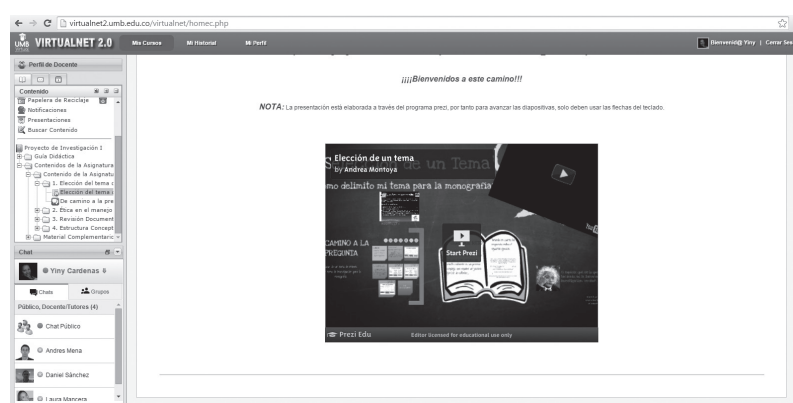 virtualnet2.umb.edu.co/virtualnet/homec.php
UMB VIRTUALNET 2.0 Mis Cursos Mi Historial Mi Perfil Bienvenid@ Yiny | Cerrar Ses
Perfil de Docente
Contenido
Papelera de Reciclaje
Notificaciones
Presentaciones
Buscar Contenido
Proyecto de Investigación I
Guía Didáctica
Contenidos de la Asignatura
Contenido de la Asignatu
1. Elección del tema
Elección del tema
De camino a la pre
2. Ética en el manejo
3. Revisión Document
4. Estructura Concept
Material Complementario
Chat
Yiny Cardenas
Chats Grupos
Público, Docente/Tutores (4)
Chat Público
Andres Mena
Daniel Sánchez
Laura Mancera
¡¡¡¡Bienvenidos a este camino!!!
NOTA: La presentación está elaborada a través del programa prezi, por tanto para avanzar las diapositivas, solo deben usar las flechas del teclado.
Elección de un tema
by Andrea Montoya
de un Tema
mo delimito mi tema para la monografía
CAMINO A LA
PREGUNTA
Start Prezi
Prezi Edu Editor licensed for educational use only